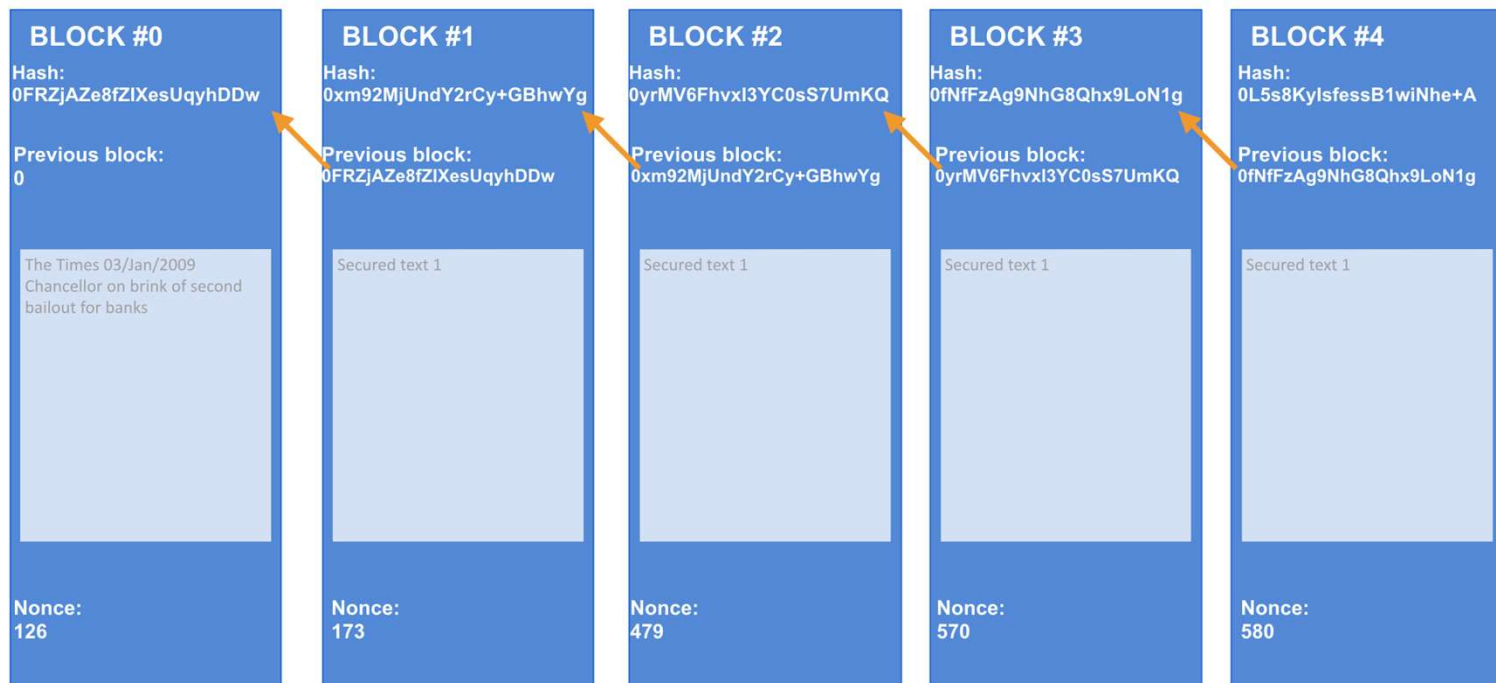 BLOCK #0
Hash:
0FRZjAZe8fZIXesUqyhDDw
Previous block:
0
The Times 03/Jan/2009
Chancellor on brink of second
bailout for banks
Nonce:
126
BLOCK #1
Hash:
0xm92MjUndY2rCy+GBhwYg
Previous block:
0FRZjAZe8fZIXesUqyhDDw
Secured text 1
Nonce:
173
BLOCK #2
Hash:
0yrMV6FhvxI3YC0sS7UmKQ
Previous block:
0xm92MjUndY2rCy+GBhwYg
Secured text 1
Nonce:
479
BLOCK #3
Hash:
0fNfFzAg9NhG8Qhx9LoN1g
Previous block:
0yrMV6FhvxI3YC0sS7UmKQ
Secured text 1
Nonce:
570
BLOCK #4
Hash:
0L5s8KyIsfessB1wiNhe+A
Previous block:
0fNfFzAg9NhG8Qhx9LoN1g
Secured text 1
Nonce:
580